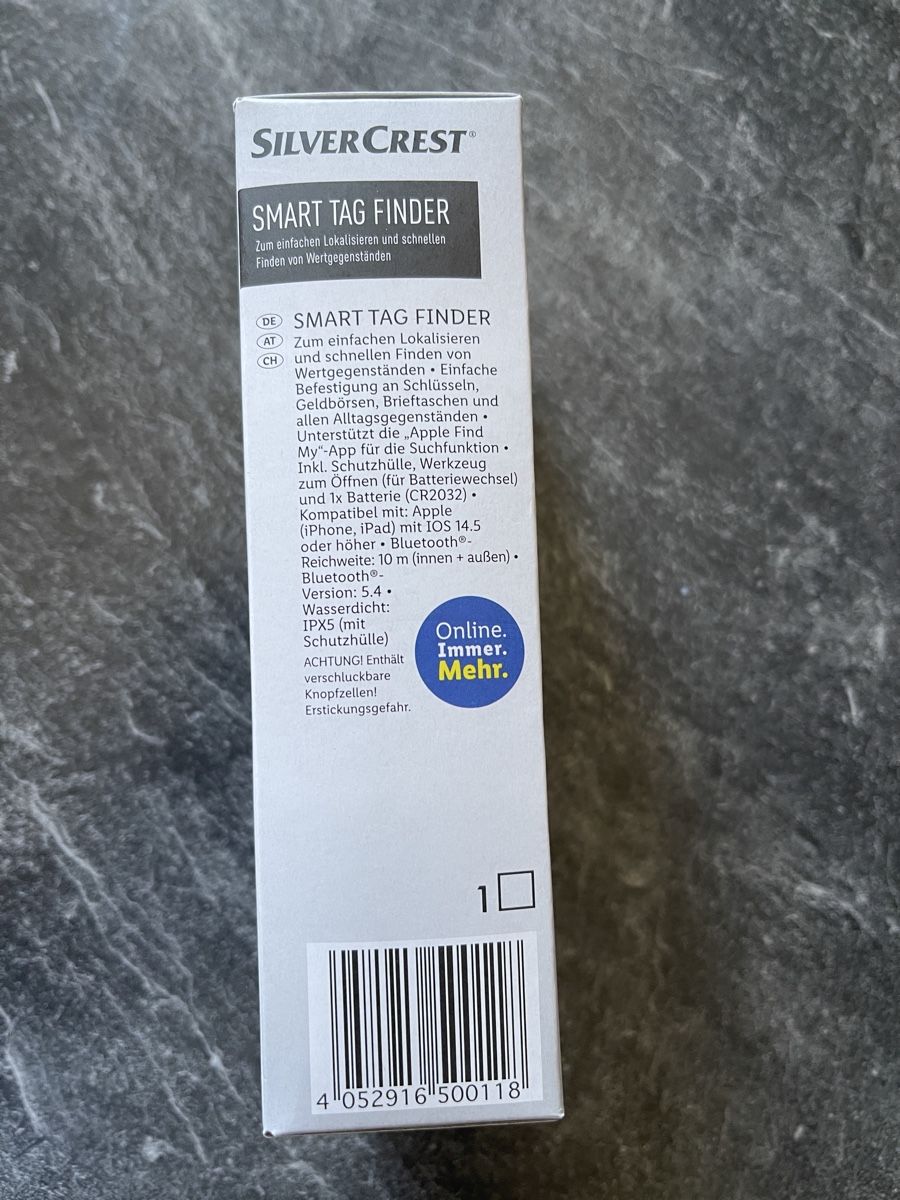 SILVERCREST®
SMART TAG FINDER
Zum einfachen Lokalisieren und schnellen
Finden von Wertgegenständen
DE
AT
CH
SMART TAG FINDER
Zum einfachen Lokalisieren
und schnellen Finden von
Wertgegenständen • Einfache
Befestigung an Schlüsseln,
Geldbörsen, Brieftaschen und
allen Alltagsgegenständen •
Unterstützt die „Apple Find
My“-App für die Suchfunktion •
Inkl. Schutzhülle, Werkzeug
zum Öffnen (für Batteriewechsel)
und 1x Batterie (CR2032) •
Kompatibel mit: Apple
(iPhone, iPad) mit IOS 14.5
oder höher • Bluetooth®-
Reichweite: 10 m (innen + außen) •
Bluetooth®-
Version: 5.4 •
Wasserdicht:
IPX5 (mit
Schutzhülle)
ACHTUNG! Enthält
verschluckbare
Knopfzellen!
Erstickungsgefahr.
Online.
Immer.
Mehr.
1
4 052916 500118